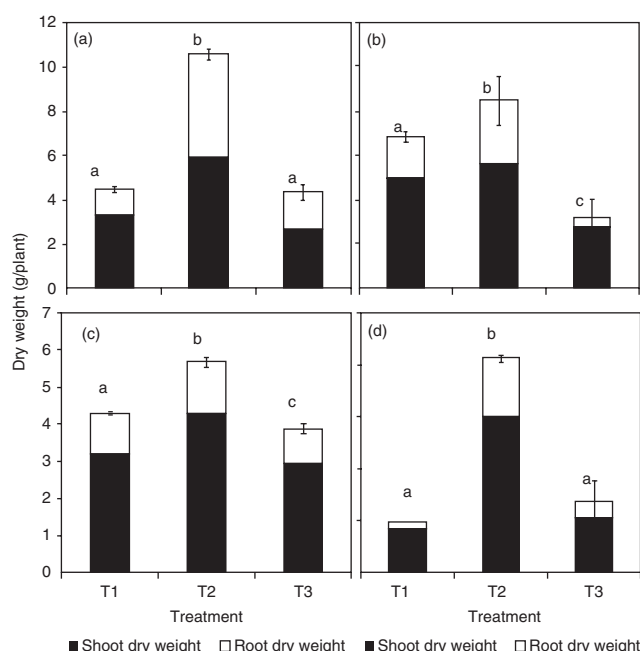 12
10
8
6
4
2
0
(a)
a
b
a
(b)
a
b
c
Dry weight (g/plant)
7
6
5
4
3
2
1
0
(c)
a
b
c
(d)
a
b
a
T1 T2 T3 T1 T2 T3
Treatment Treatment
Shoot dry weight Root dry weight Shoot dry weight Root dry weight